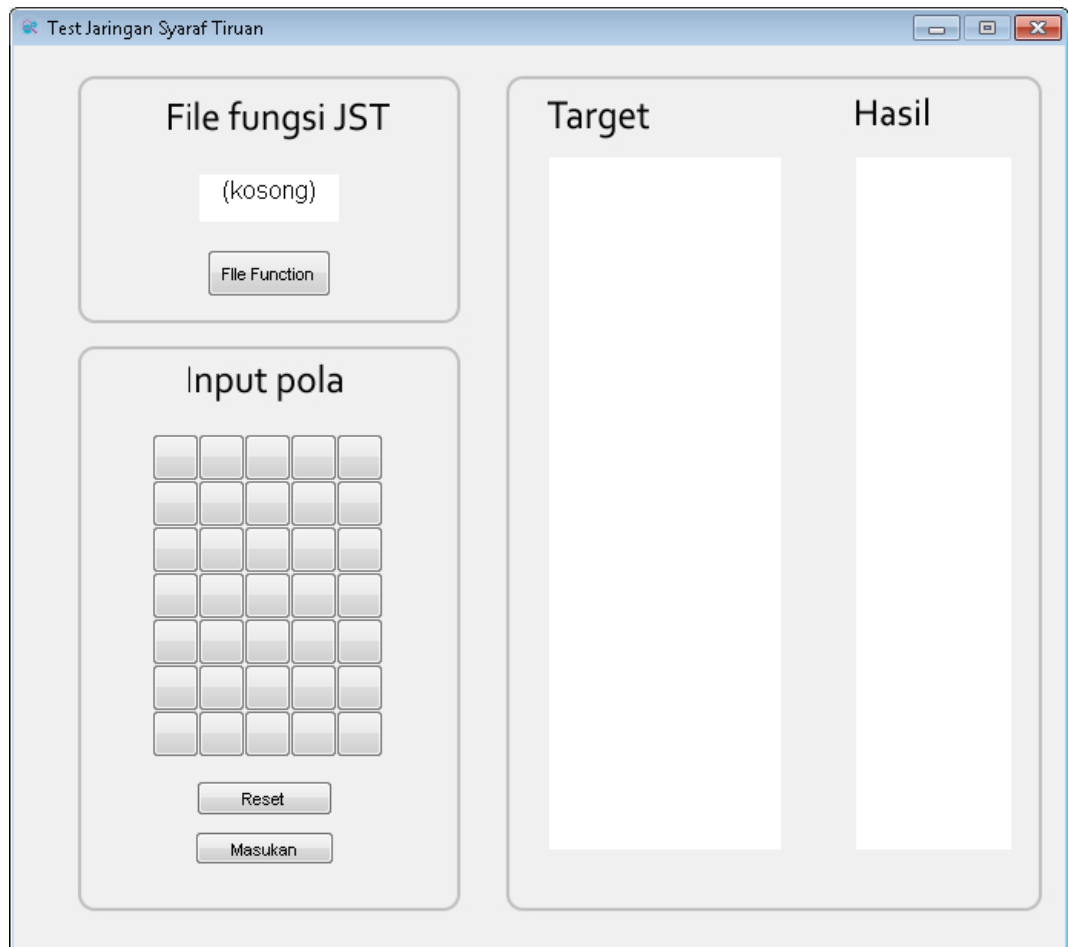 Test Jaringan Syaraf Tiruan
File fungsi JST
(kosong)
FIle Function
Input pola
Reset
Masukan
Target
Hasil